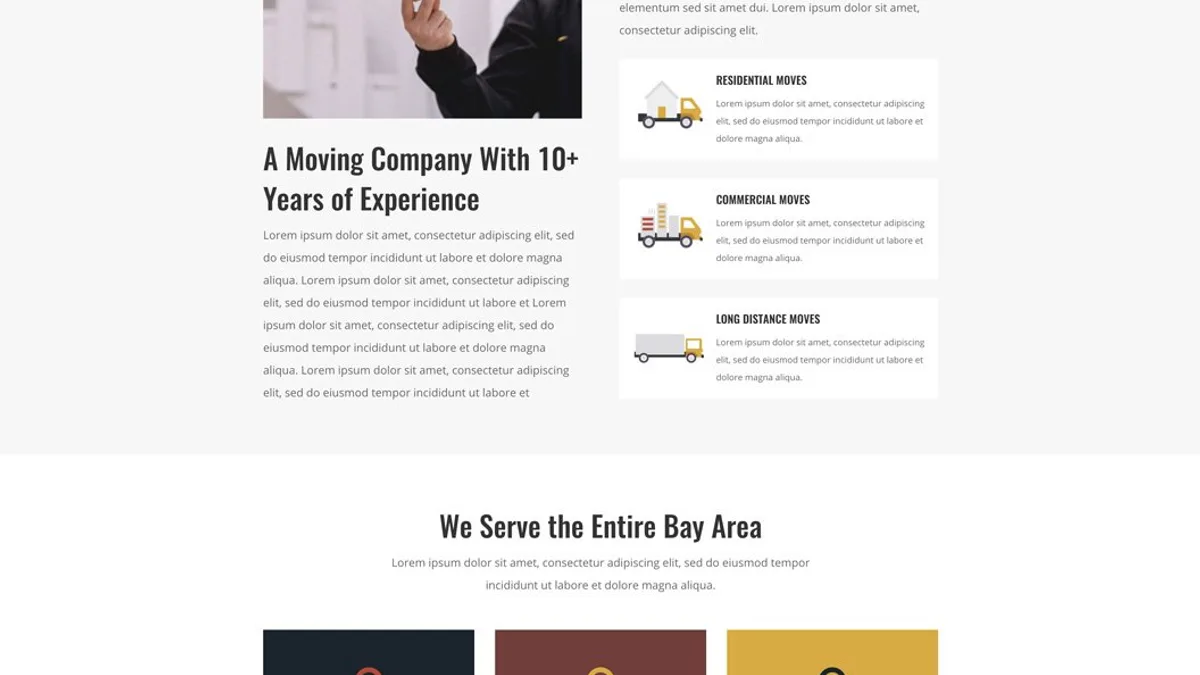 elementum sed sit amet dui. Lorem ipsum dolor sit amet,
consectetur adipiscing elit.
A Moving Company With 10+
Years of Experience
Lorem ipsum dolor sit amet, consectetur adipiscing elit, sed
do eiusmod tempor incididunt ut labore et dolore magna
aliqua. Lorem ipsum dolor sit amet, consectetur adipiscing
elit, sed do eiusmod tempor incididunt ut labore et Lorem
ipsum dolor sit amet, consectetur adipiscing elit, sed do
eiusmod tempor incididunt ut labore et dolore magna
aliqua. Lorem ipsum dolor sit amet, consectetur adipiscing
elit, sed do eiusmod tempor incididunt ut labore et
RESIDENTIAL MOVES
Lorem ipsum dolor sit amet, consectetur adipiscing
elit, sed do eiusmod tempor incididunt ut labore et
dolore magna aliqua.
COMMERCIAL MOVES
Lorem ipsum dolor sit amet, consectetur adipiscing
elit, sed do eiusmod tempor incididunt ut labore et
dolore magna aliqua.
LONG DISTANCE MOVES
Lorem ipsum dolor sit amet, consectetur adipiscing
elit, sed do eiusmod tempor incididunt ut labore et
dolore magna aliqua.
We Serve the Entire Bay Area
Lorem ipsum dolor sit amet, consectetur adipiscing elit, sed do eiusmod tempor
incididunt ut labore et dolore magna aliqua.